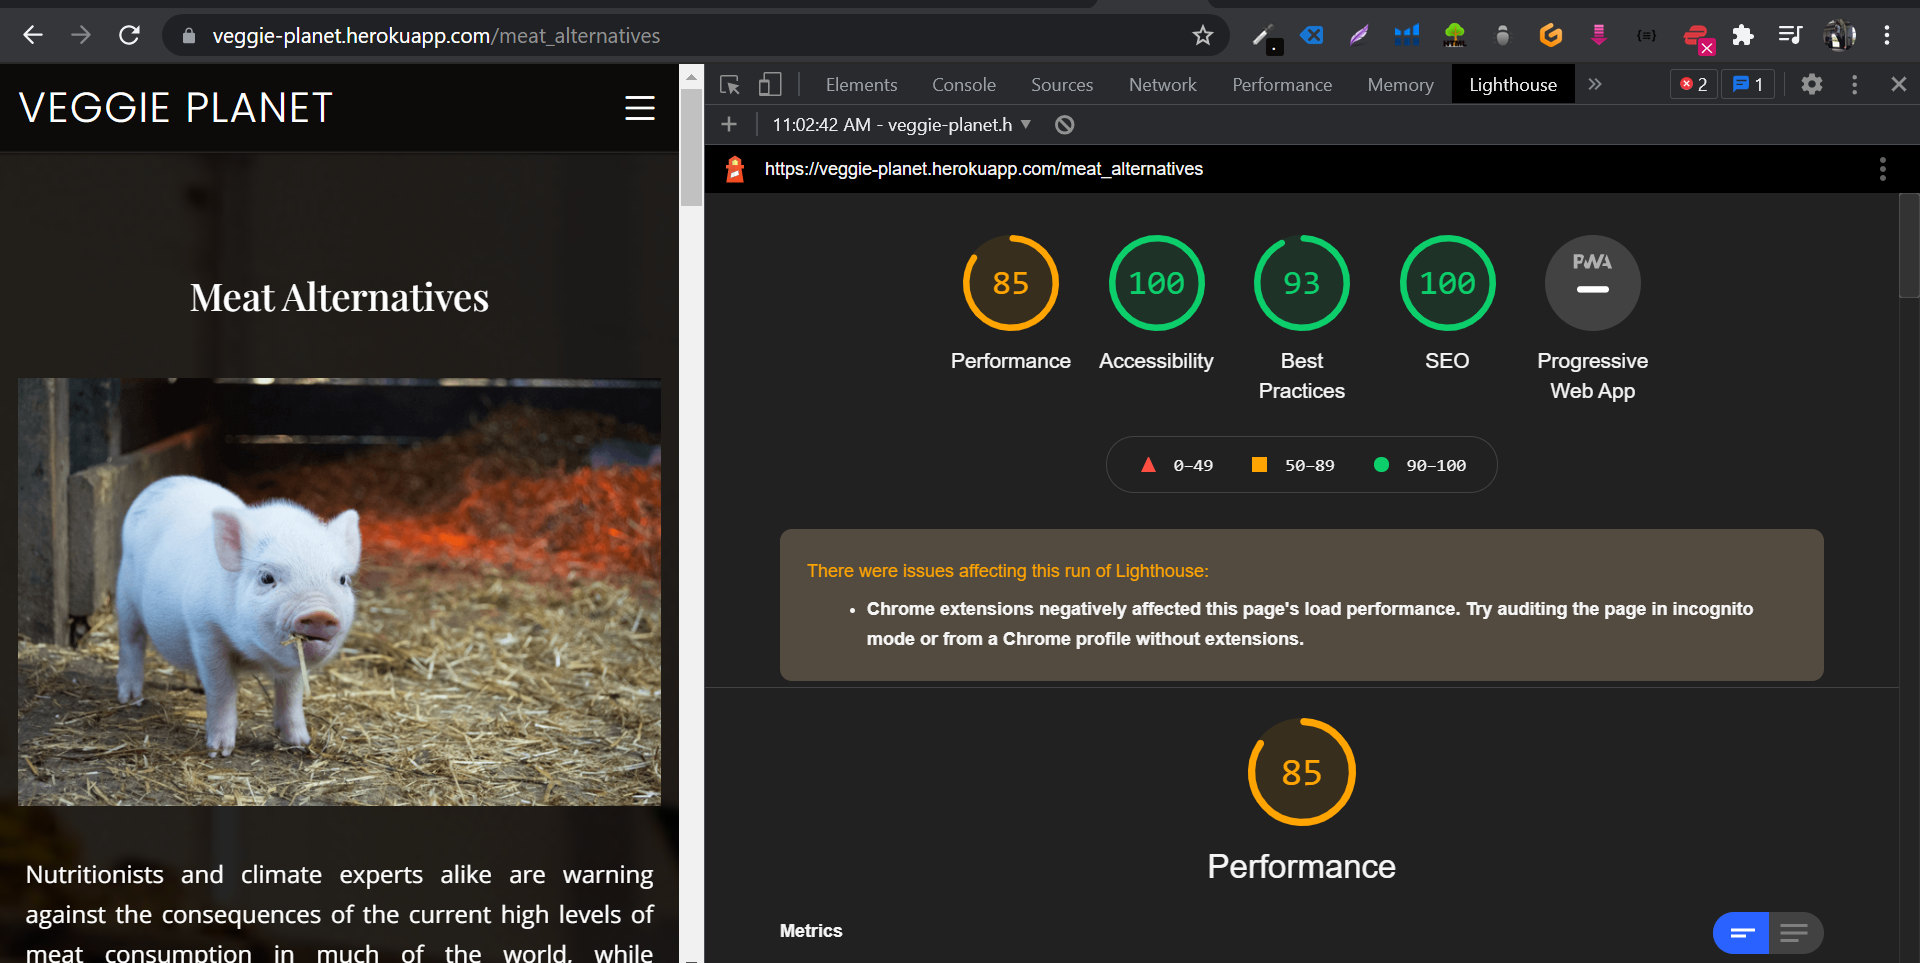 veggie-planet.herokuapp.com/meat_alternatives
VEGGIE PLANET
Meat Alternatives
Nutritionists and climate experts alike are warning
against the consequences of the current high levels of
meat consumption in much of the world, while
Elements Console Sources Network Performance Memory Lighthouse » 2 1
11:02:42 AM - veggie-planet.h
https://veggie-planet.herokuapp.com/meat_alternatives
85 100 93 100 PWA
Performance Accessibility Best Practices SEO Progressive Web App
0–49 50–89 90–100
There were issues affecting this run of Lighthouse:
• Chrome extensions negatively affected this page's load performance. Try auditing the page in incognito
mode or from a Chrome profile without extensions.
85
Performance
Metrics